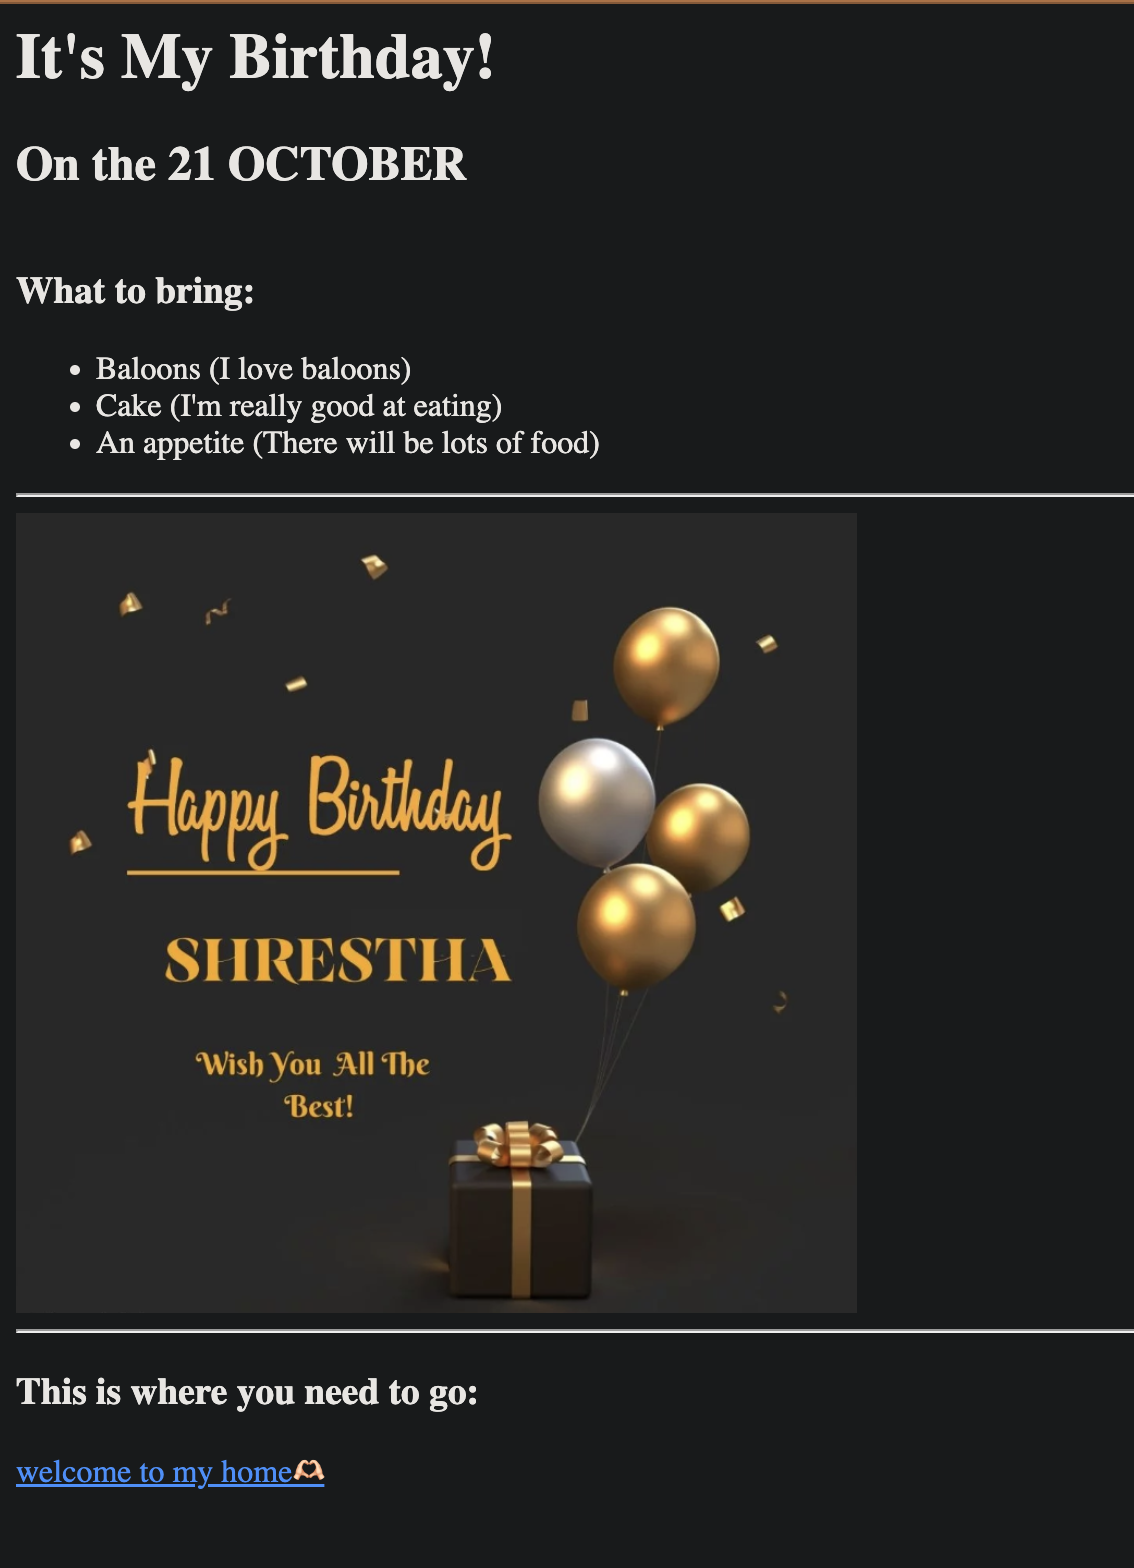 It's My Birthday!
On the 21 OCTOBER
What to bring:
• Baloons (I love baloons)
• Cake (I'm really good at eating)
• An appetite (There will be lots of food)
Happy Birthday
SHRESTHA
Wish You All The
Best!
This is where you need to go:
welcome to my home🫶🏻